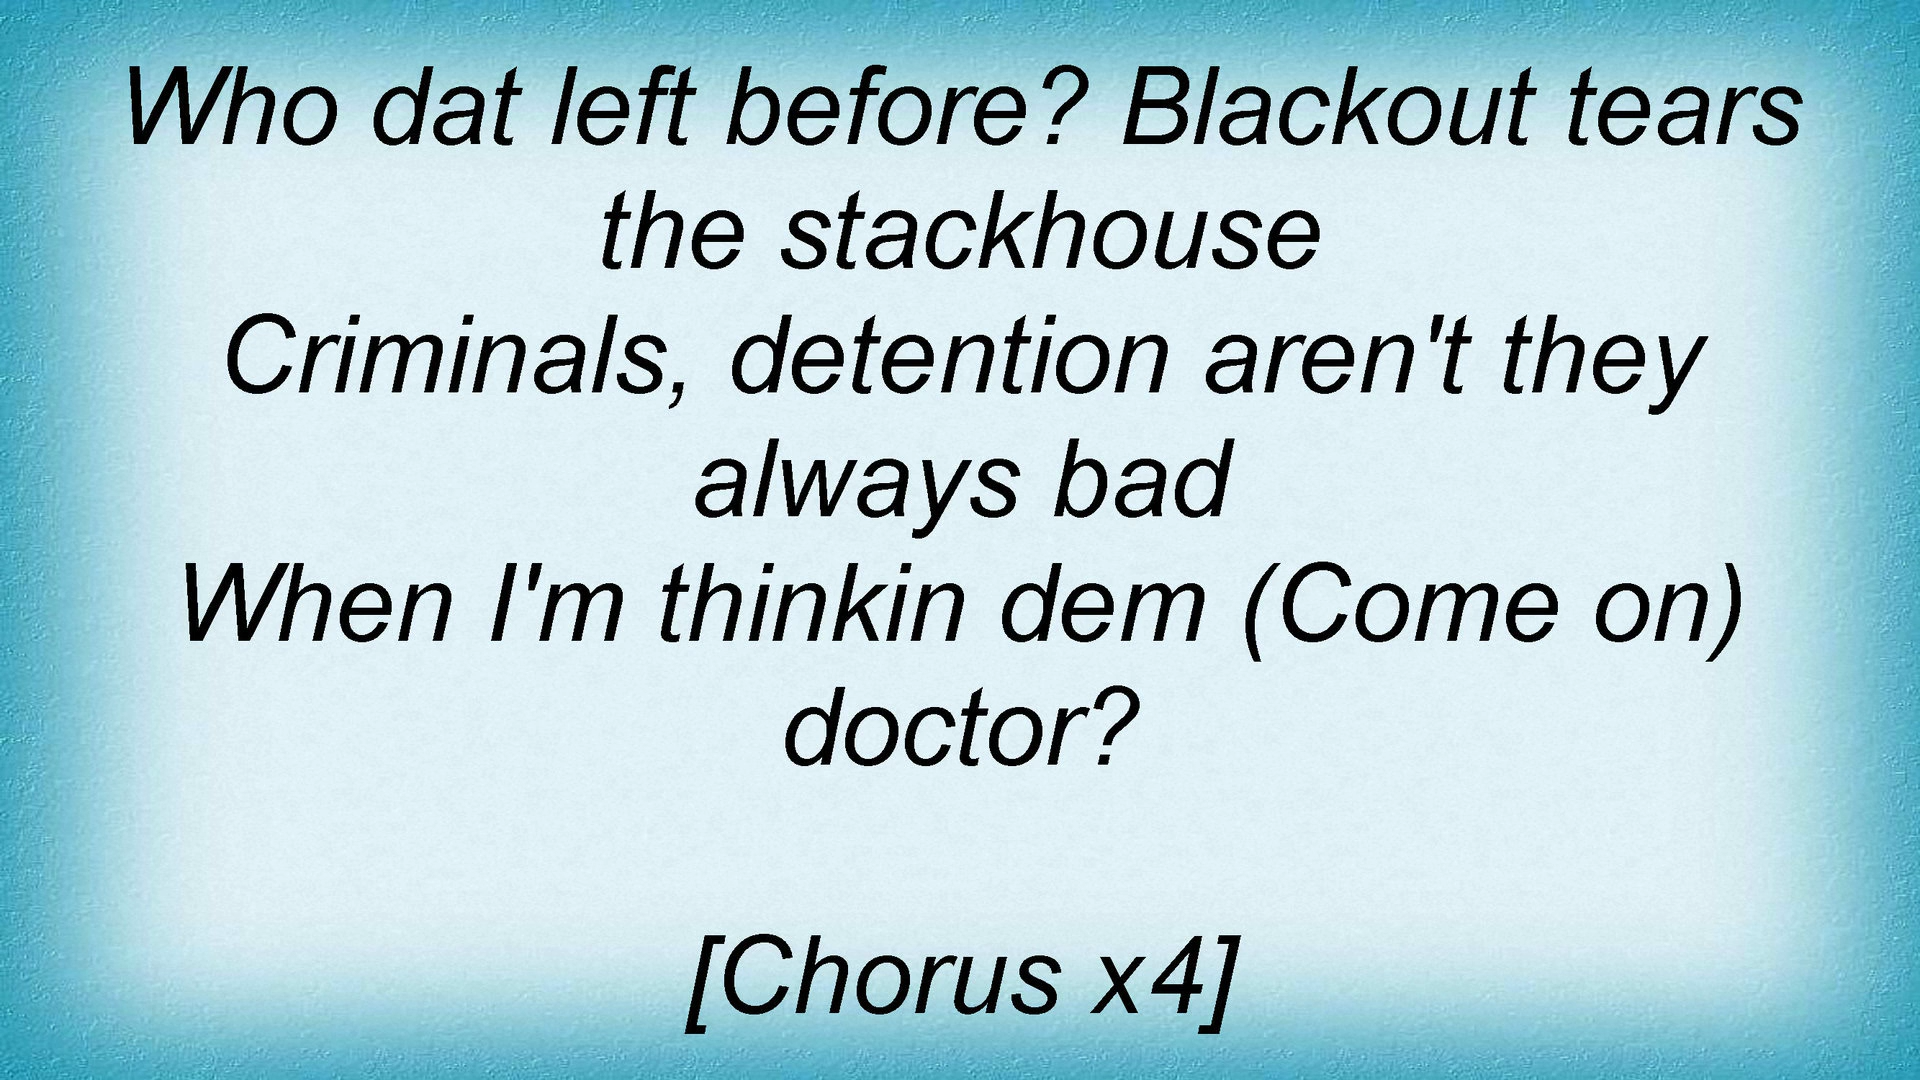 Who dat left before? Blackout tears
the stackhouse
Criminals, detention aren't they
always bad
When I'm thinkin dem (Come on)
doctor?
[Chorus x4]